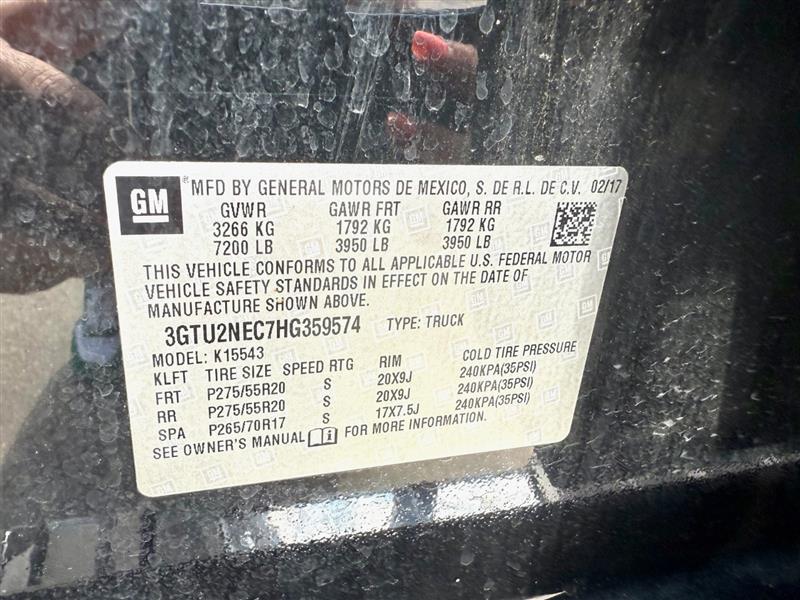 GM® MFD BY GENERAL MOTORS DE MEXICO, S. DE R.L. DE C.V. 02/17
GVWR GAWR FRT GAWR RR
3266 KG 1792 KG 1792 KG
7200 LB 3950 LB 3950 LB
THIS VEHICLE CONFORMS TO ALL APPLICABLE U.S. FEDERAL MOTOR
VEHICLE SAFETY STANDARDS IN EFFECT ON THE DATE OF
MANUFACTURE SHOWN ABOVE.
3GTU2NEC7HG359574 TYPE: TRUCK
MODEL: K15543
KLFT TIRE SIZE SPEED RTG RIM COLD TIRE PRESSURE
FRT P275/55R20 S 20X9J 240KPA(35PSI)
RR P275/55R20 S 20X9J 240KPA(35PSI)
SPA P265/70R17 S 17X7.5J 240KPA(35PSI)
SEE OWNER'S MANUAL FOR MORE INFORMATION.